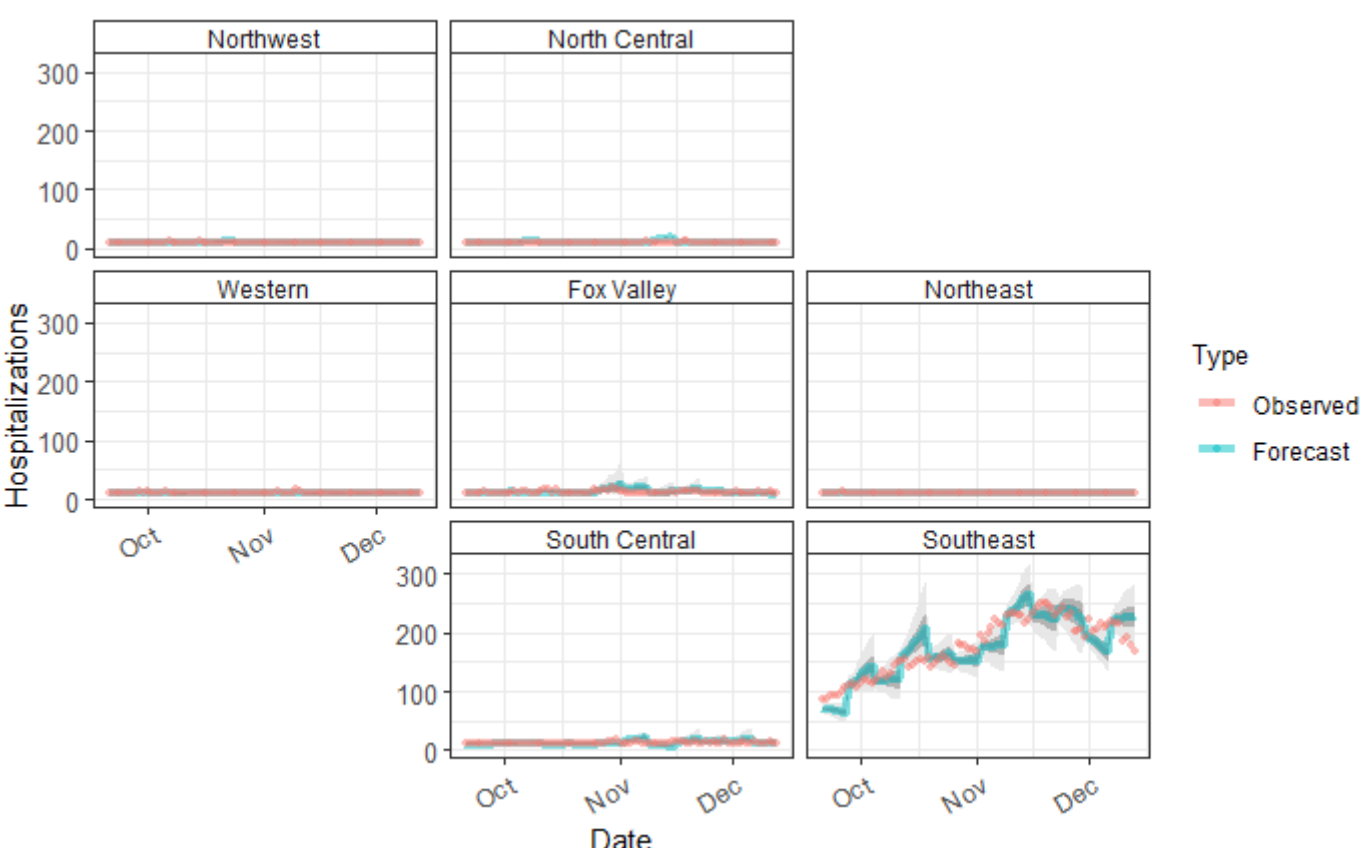 Northwest
North Central
300
200
100
0
Western
Fox Valley
Northeast
Hospitalizations
300
200
100
0
Type
Observed
Forecast
Oct
Nov
Dec
South Central
Southeast
300
200
100
0
Oct
Nov
Dec
Oct
Nov
Dec
Date